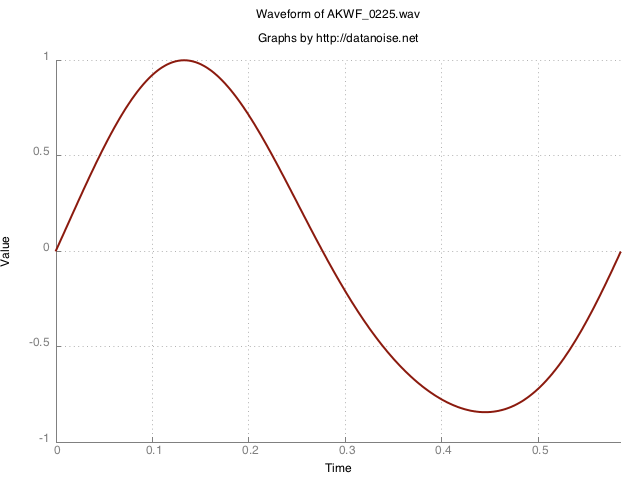 Waveform of AKWF_0225.wav
Graphs by http://datanoise.net
1
0.5
0
-0.5
-1
Value
0 0.1 0.2 0.3 0.4 0.5
Time